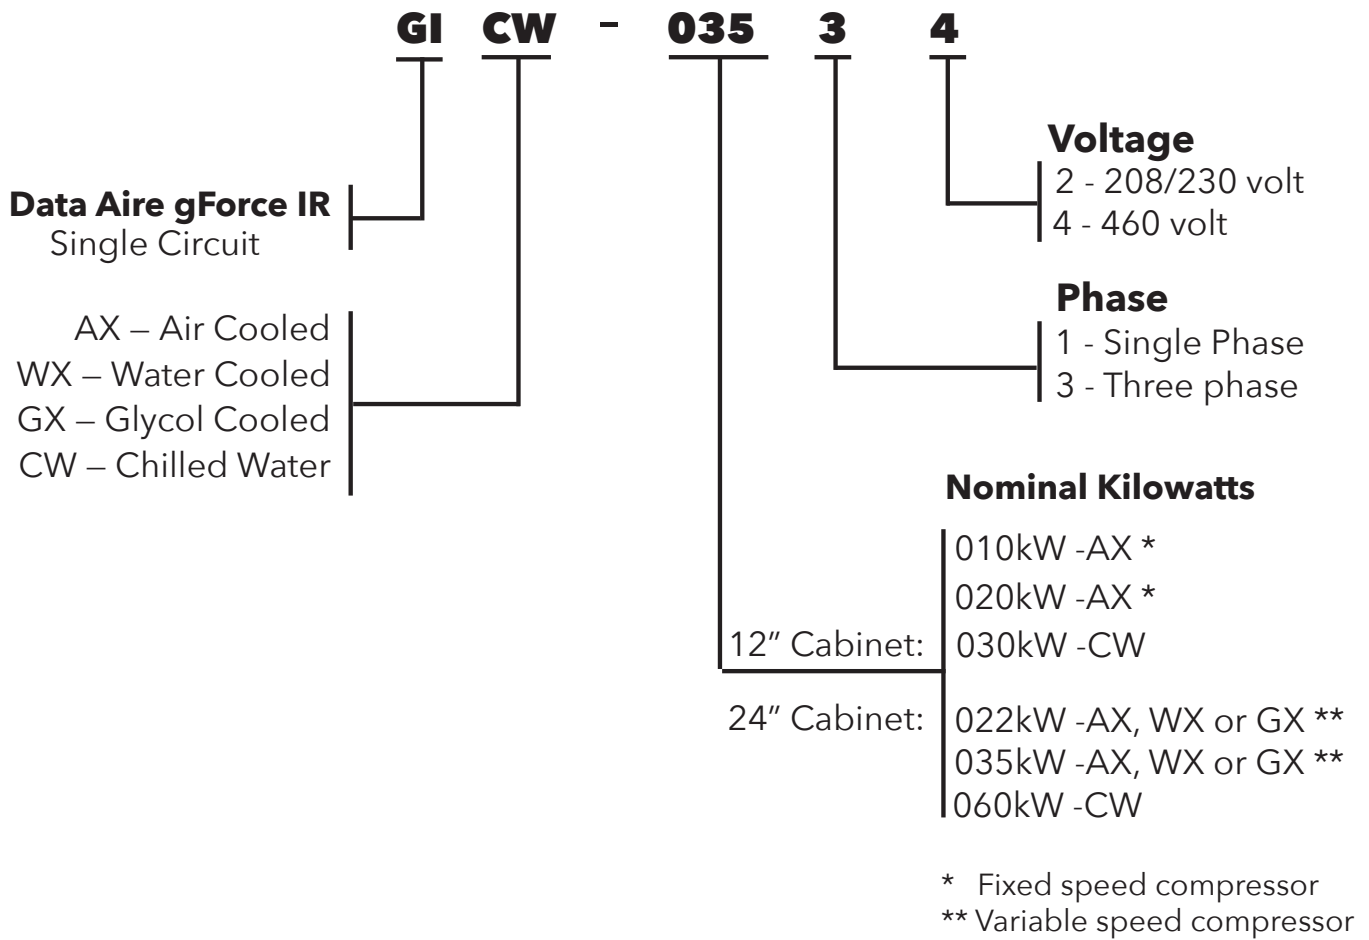 GI CW - 035 3 4
Data Aire gForce IR
Single Circuit
AX – Air Cooled
WX – Water Cooled
GX – Glycol Cooled
CW – Chilled Water
Voltage
2 - 208/230 volt
4 - 460 volt
Phase
1 - Single Phase
3 - Three phase
Nominal Kilowatts
010kW -AX *
020kW -AX *
12” Cabinet: 030kW -CW
24” Cabinet: 022kW -AX, WX or GX **
035kW -AX, WX or GX **
060kW -CW
* Fixed speed compressor
** Variable speed compressor